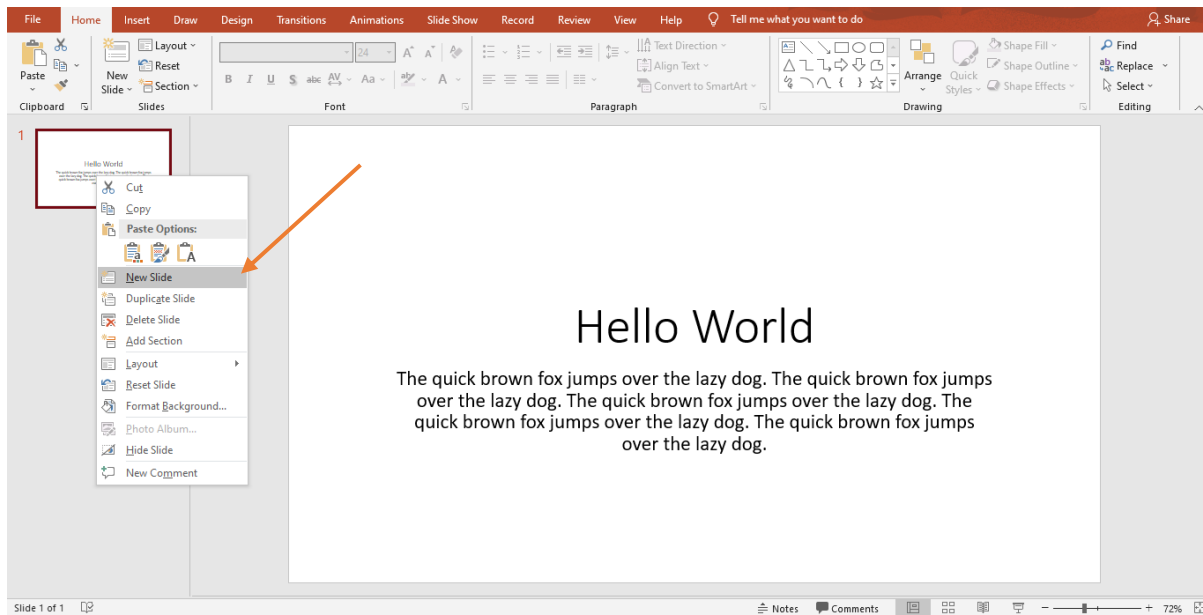 File Home Insert Draw Design Transitions Animations Slide Show Record Review View Help Tell me what you want to do Share
Paste
Clipboard
New Slide
Layout
Reset
Section
Slides
24 A A A
B I U S abc AV Aa aby A
Font
Text Direction
Align Text
Convert to SmartArt
Paragraph
Arrange
Quick Styles
Shape Fill
Shape Outline
Shape Effects
Drawing
Find
Replace
Select
Editing
1
Hello World
Cut
Copy
Paste Options:
New Slide
Duplicate Slide
Delete Slide
Add Section
Layout
Reset Slide
Format Background...
Photo Album...
Hide Slide
New Comment
Hello World
The quick brown fox jumps over the lazy dog. The quick brown fox jumps
over the lazy dog. The quick brown fox jumps over the lazy dog. The
quick brown fox jumps over the lazy dog. The quick brown fox jumps
over the lazy dog.
Slide 1 of 1 Notes Comments 72%